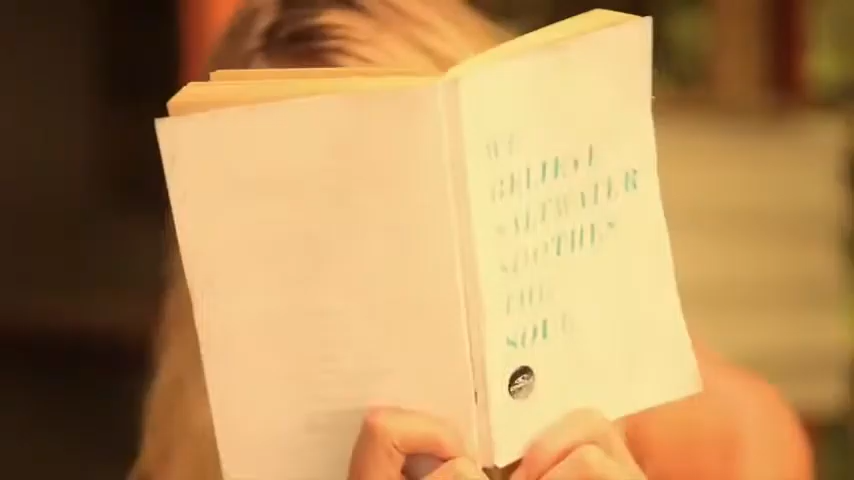 WE
BELIEVE
SALTWATER
SOOTHES
THE
SOUL